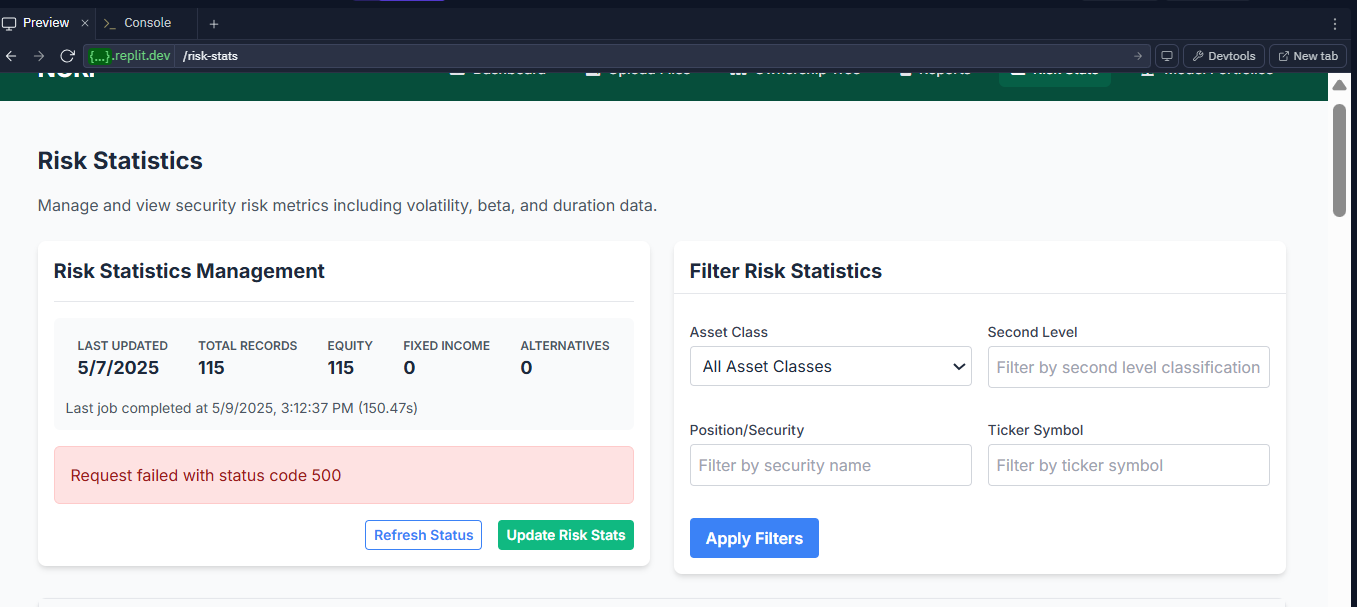 Preview × >_ Console +
{...}.replit.dev /risk-stats Devtools New tab
Dashboard Upload Files Ownership Tree Reports Risk Stats Model Portfolios
Risk Statistics
Manage and view security risk metrics including volatility, beta, and duration data.
Risk Statistics Management
LAST UPDATED TOTAL RECORDS EQUITY FIXED INCOME ALTERNATIVES
5/7/2025 115 115 0 0
Last job completed at 5/9/2025, 3:12:37 PM (150.47s)
Request failed with status code 500
Refresh Status Update Risk Stats
Filter Risk Statistics
Asset Class Second Level
All Asset Classes Filter by second level classification
Position/Security Ticker Symbol
Filter by security name Filter by ticker symbol
Apply Filters